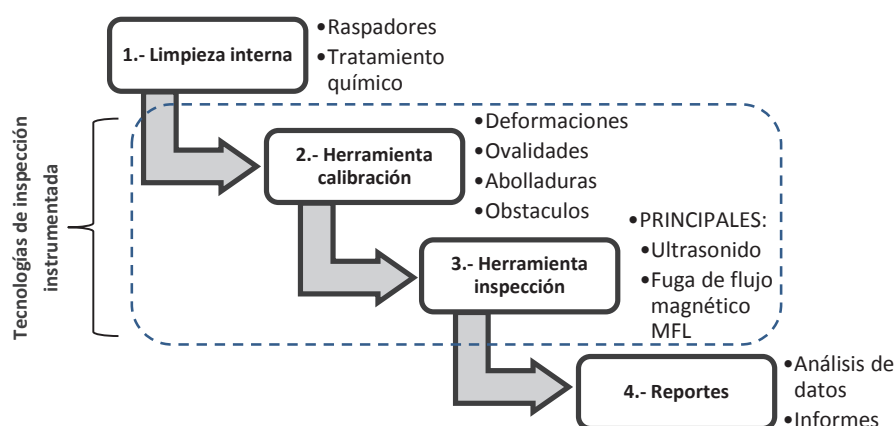 1.- Limpieza interna
•Raspadores
•Tratamiento
químico
Tecnologías de inspección
instrumentada
2.- Herramienta
calibración
•Deformaciones
•Ovalidades
•Abolladuras
•Obstaculos
3.- Herramienta
inspección
•PRINCIPALES:
•Ultrasonido
•Fuga de flujo
magnético
MFL
4.- Reportes
•Análisis de
datos
•Informes